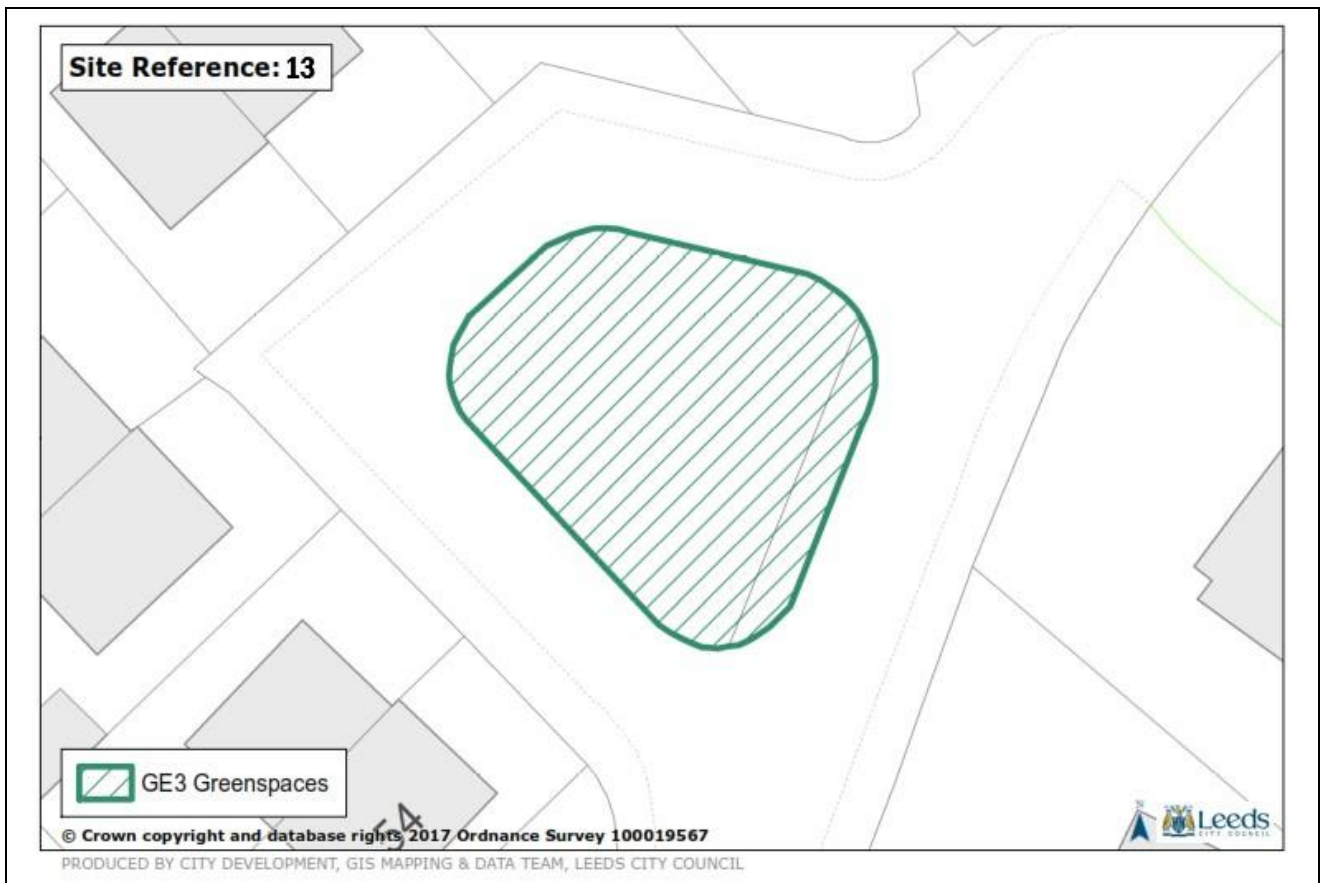 Site Reference: 13
GE3 Greenspaces
54
© Crown copyright and database rights 2017 Ordnance Survey 100019567
N
Leeds
CITY COUNCIL
PRODUCED BY CITY DEVELOPMENT, GIS MAPPING & DATA TEAM, LEEDS CITY COUNCIL